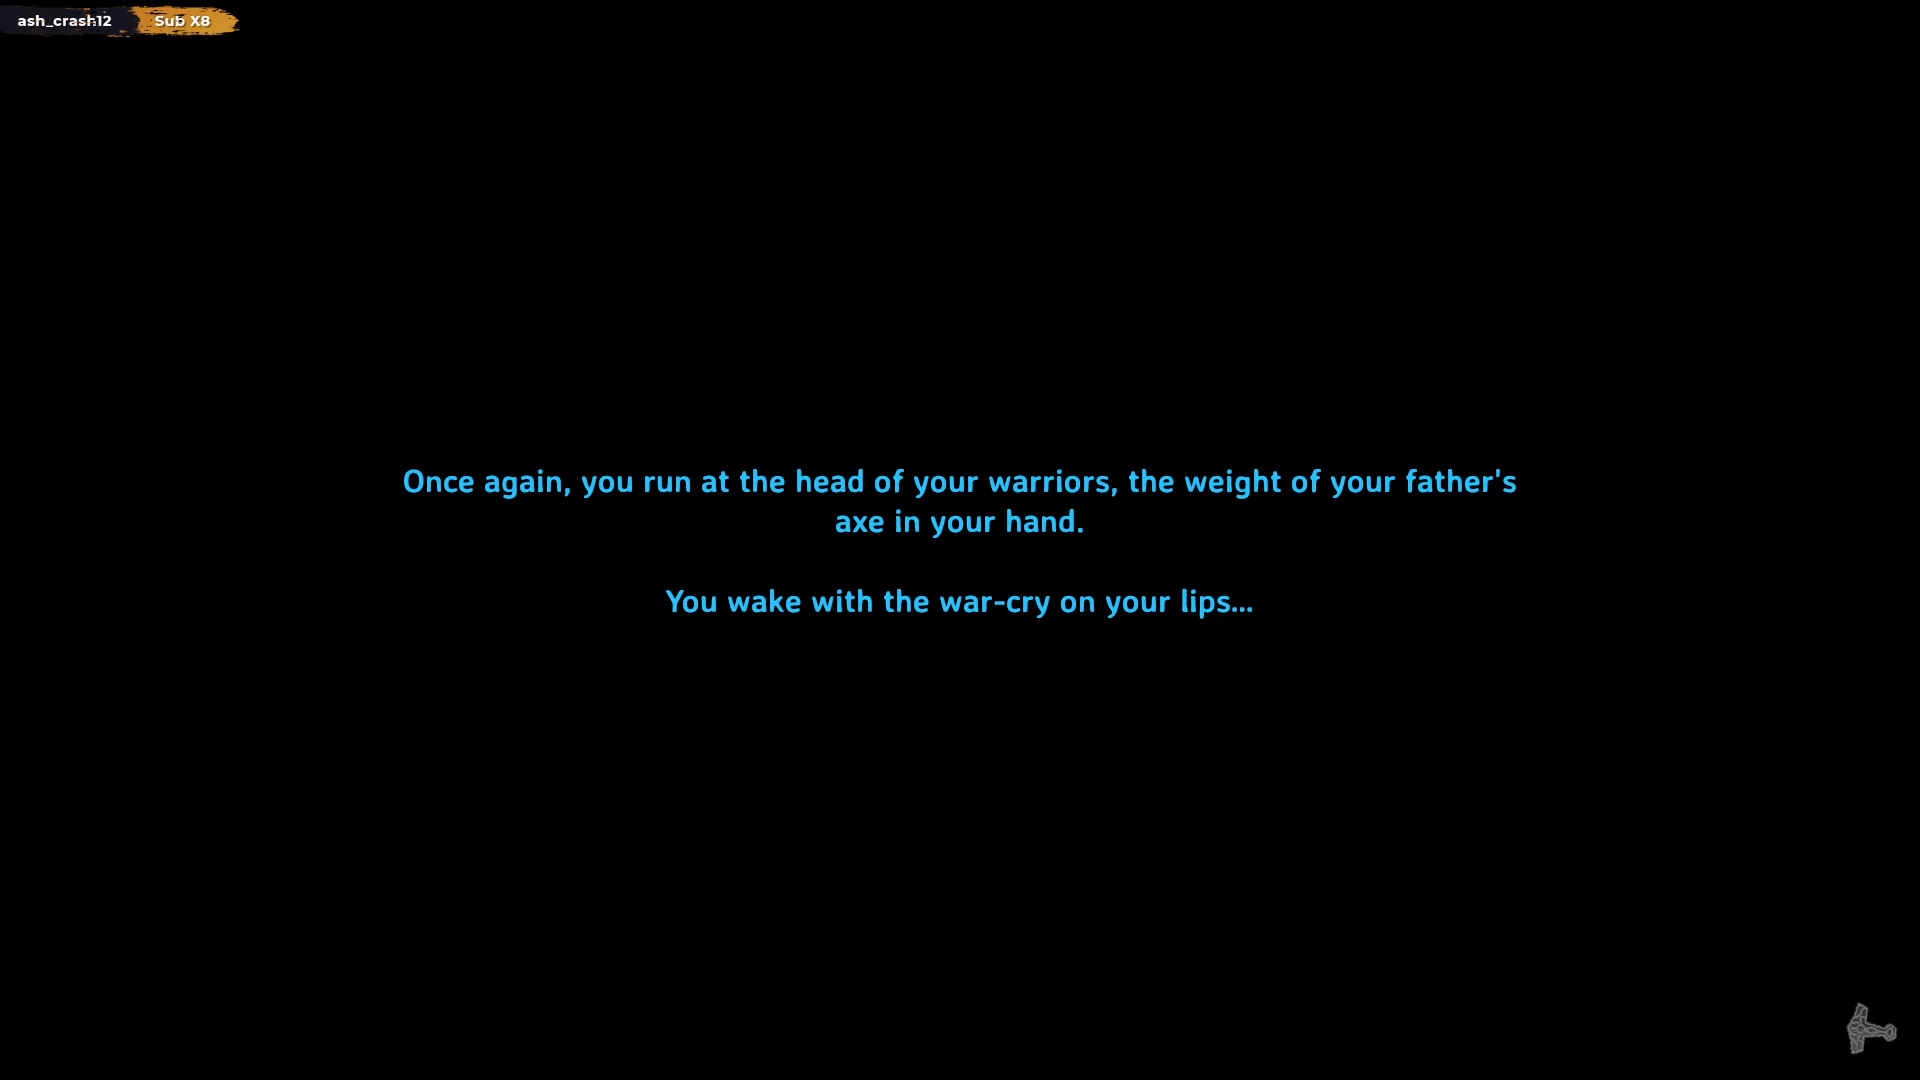 ash_crash12 Sub X8
Once again, you run at the head of your warriors, the weight of your father's
axe in your hand.
You wake with the war-cry on your lips...